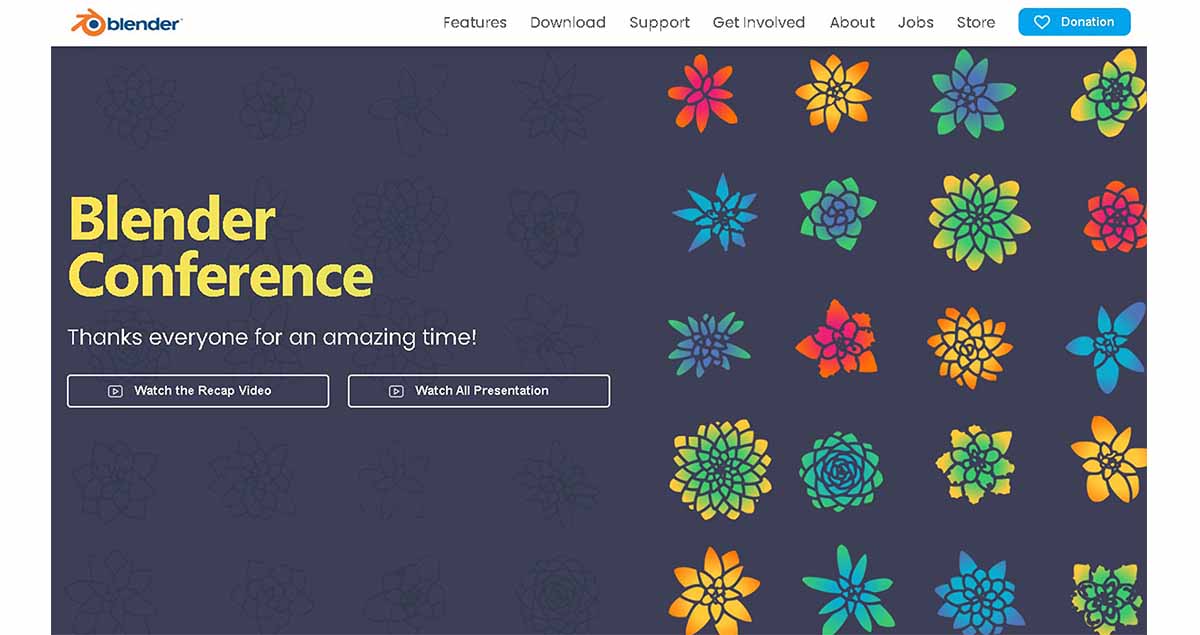 blender
Features Download Support Get Involved About Jobs Store Donation
Blender
Conference
Thanks everyone for an amazing time!
Watch the Recap Video Watch All Presentation